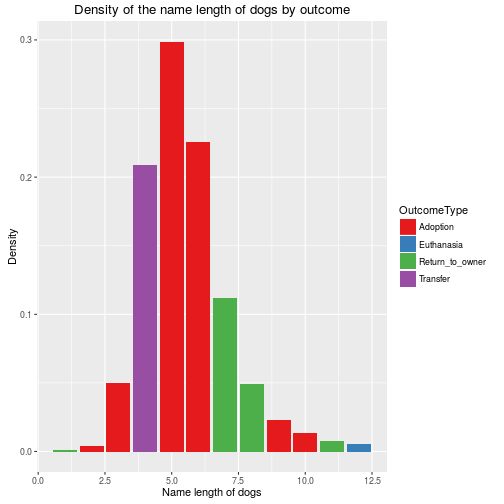 Density of the name length of dogs by outcome
0.3
0.2
0.1
0.0
Density
0.0 2.5 5.0 7.5 10.0 12.5
Name length of dogs
OutcomeType
Adoption
Euthanasia
Return_to_owner
Transfer